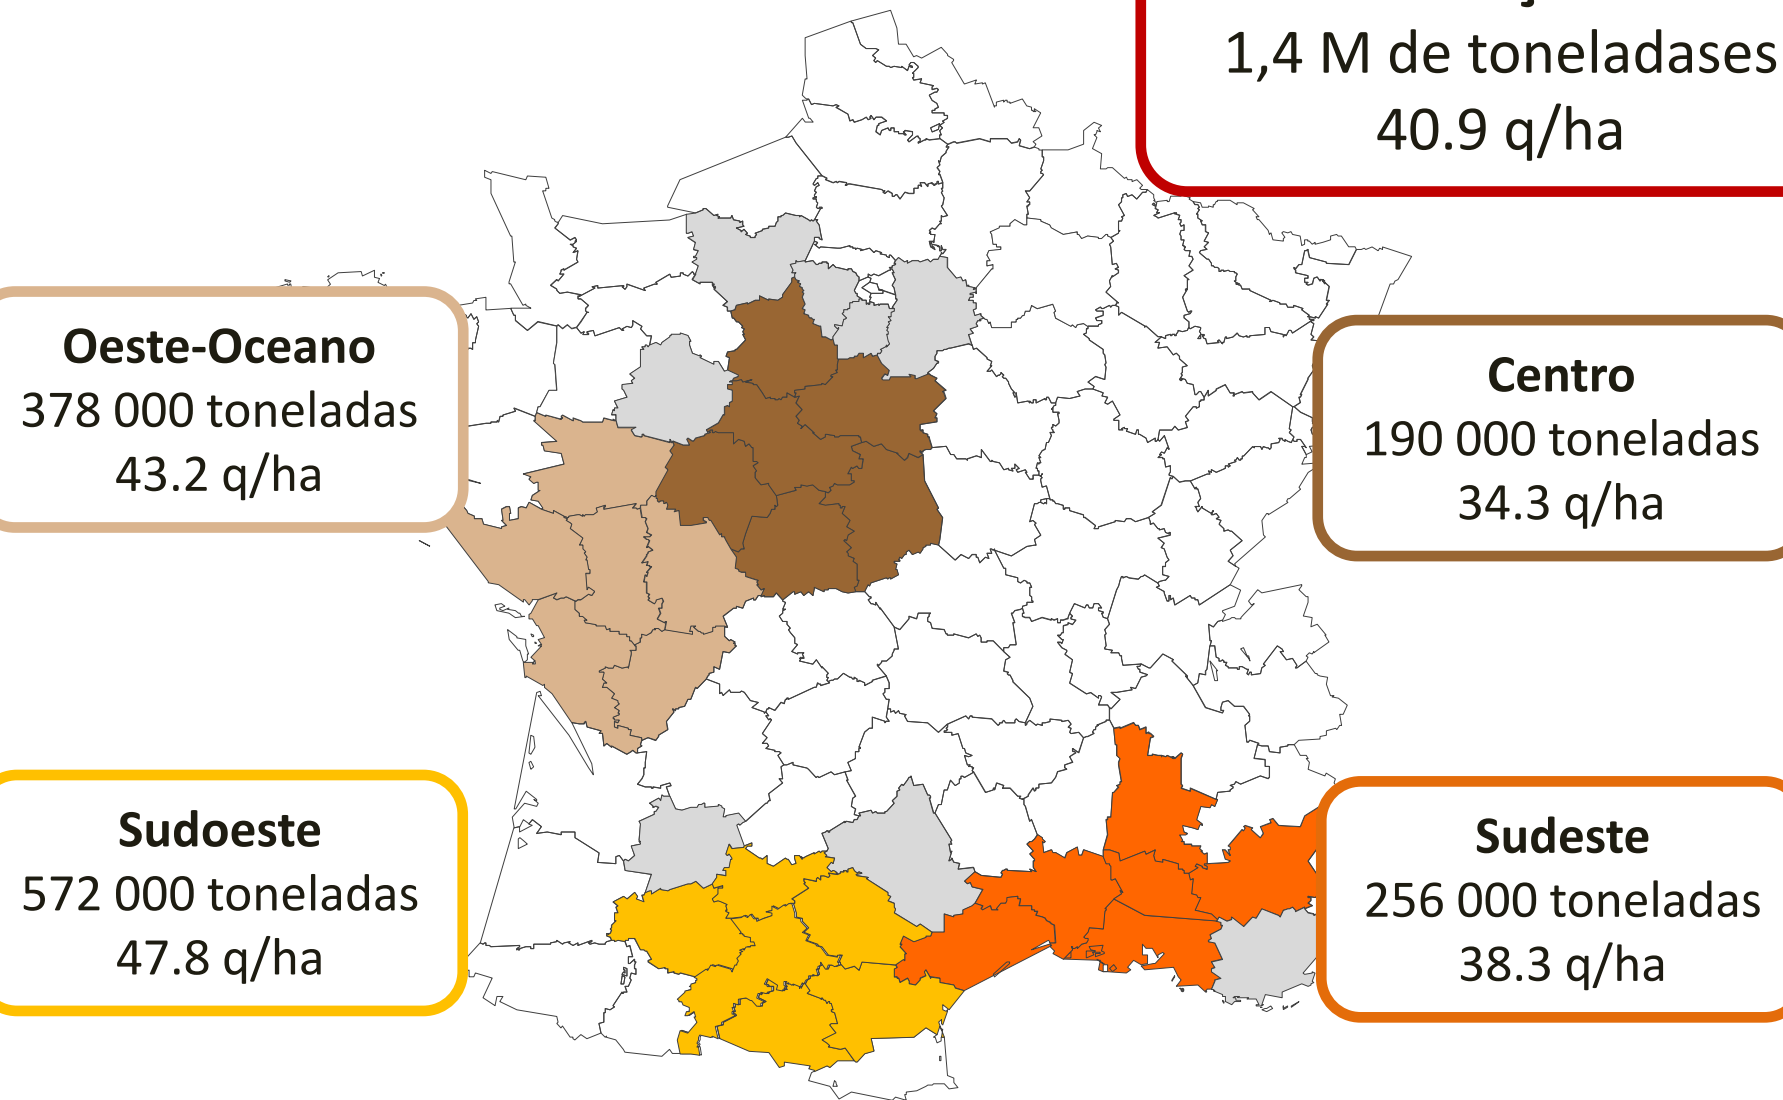 1,4 M de toneladases
40.9 q/ha
Oeste-Oceano
378 000 toneladas
43.2 q/ha
Centro
190 000 toneladas
34.3 q/ha
Sudoeste
572 000 toneladas
47.8 q/ha
Sudeste
256 000 toneladas
38.3 q/ha